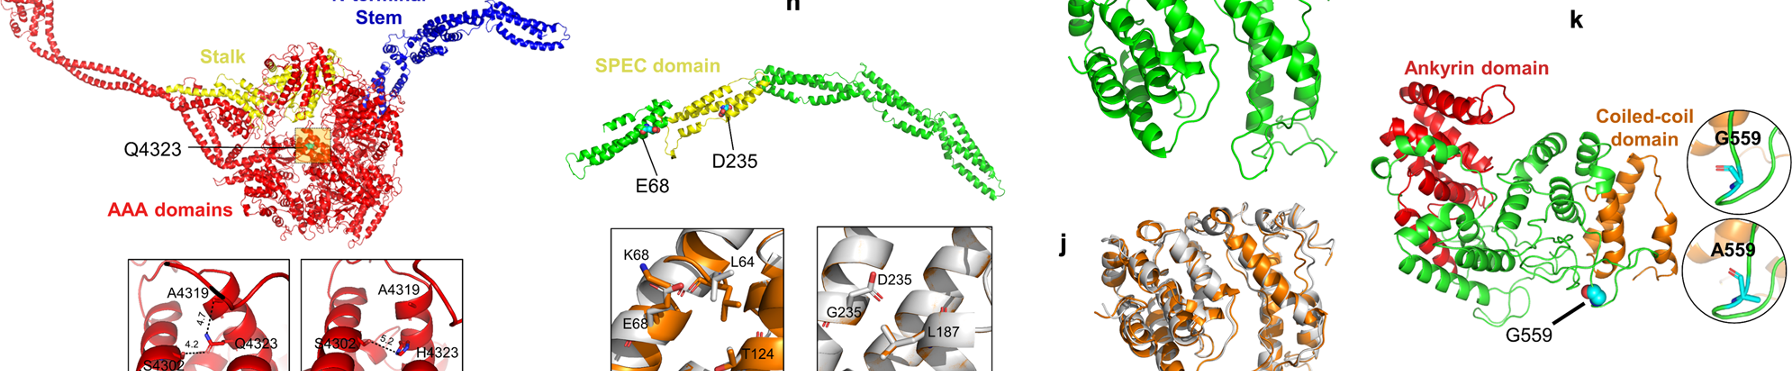 Stem
Stalk
Q4323
AAA domains
A4319
4.7
4.2
Q4323
S4302
A4319
5.2
S4302
H4323
h
SPEC domain
E68
D235
K68
L64
E68
T124
D235
G235
L187
j
k
Ankyrin domain
Coiled-coil
domain
G559
A559
G559